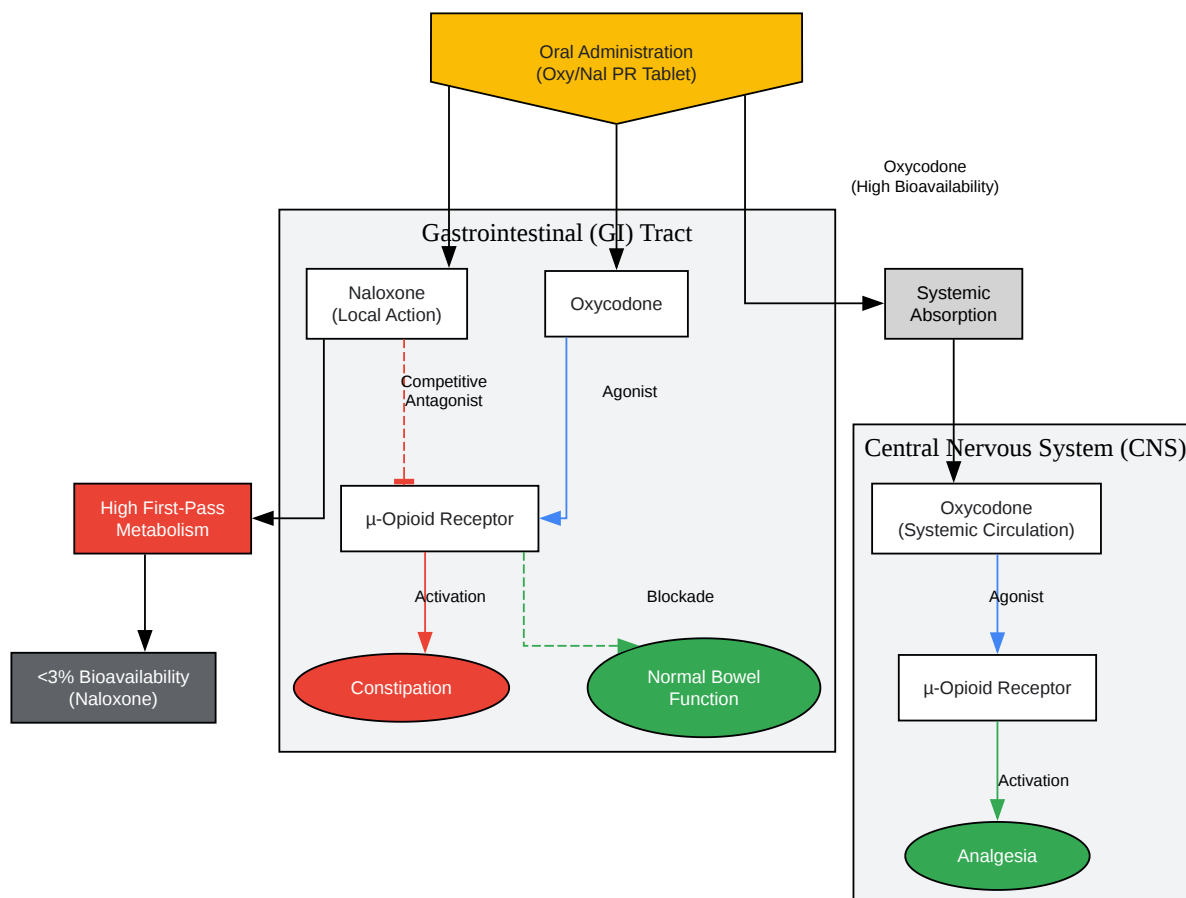 Oral Administration
(Oxy/Nal PR Tablet)
Oxycodone
(High Bioavailability)
Gastrointestinal (GI) Tract
Naloxone
(Local Action)
Oxycodone
Systemic
Absorption
Competitive
Antagonist
Agonist
Central Nervous System (CNS)
High First-Pass
Metabolism
µ-Opioid Receptor
Oxycodone
(Systemic Circulation)
Activation
Blockade
Agonist
<3% Bioavailability
(Naloxone)
Constipation
Normal Bowel
Function
µ-Opioid Receptor
Activation
Analgesia